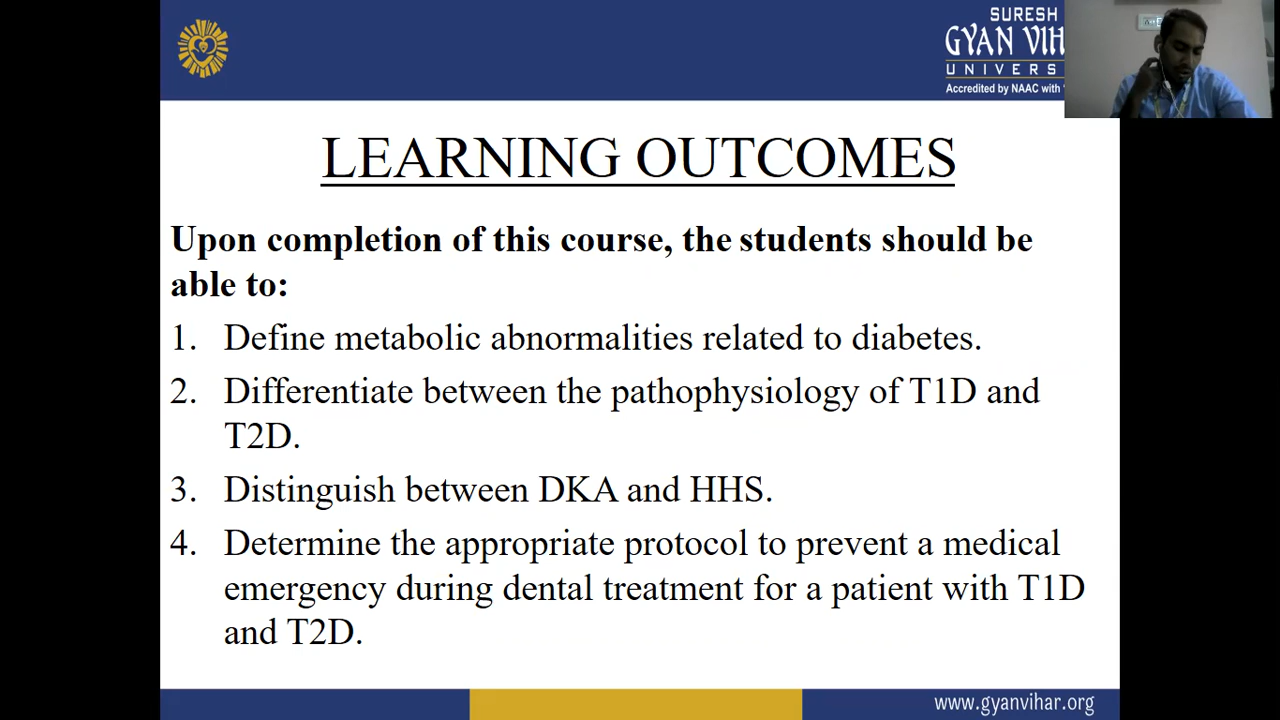 SURESH
GYAN VIH
UNIVERS
Accredited by NAAC with
LEARNING OUTCOMES
Upon completion of this course, the students should be
able to:
1. Define metabolic abnormalities related to diabetes.
2. Differentiate between the pathophysiology of T1D and
T2D.
3. Distinguish between DKA and HHS.
4. Determine the appropriate protocol to prevent a medical
emergency during dental treatment for a patient with T1D
and T2D.
www.gyanvihar.org